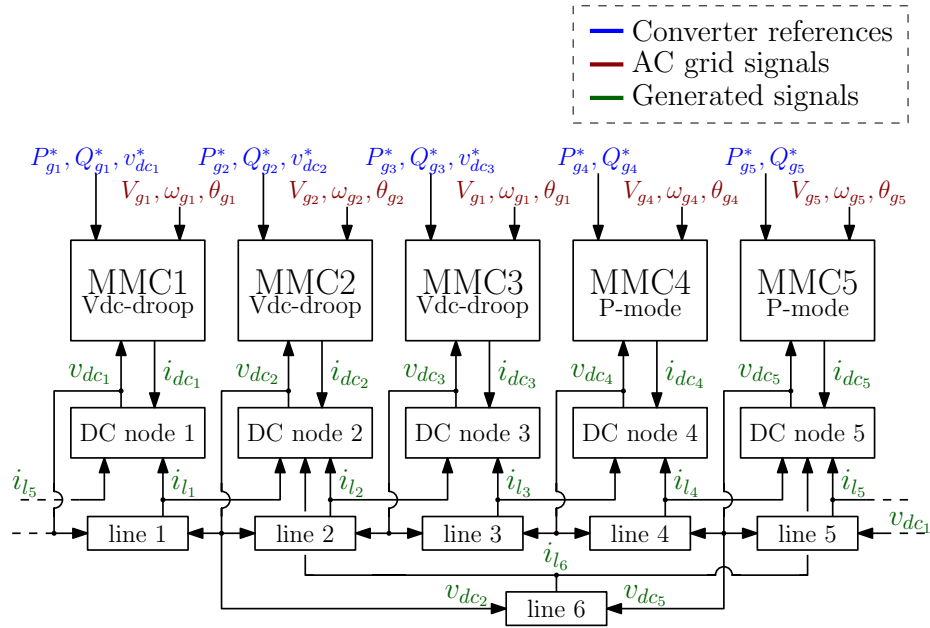 Converter references
AC grid signals
Generated signals
P*g1, Q*g1, v*dc1 P*g2, Q*g2, v*dc2 P*g3, Q*g3, v*dc3 P*g4, Q*g4 P*g5, Q*g5
Vg1, ωg1, θg1 Vg2, ωg2, θg2 Vg1, ωg1, θg1 Vg4, ωg4, θg4 Vg5, ωg5, θg5
MMC1 MMC2 MMC3 MMC4 MMC5
Vdc-droop Vdc-droop Vdc-droop P-mode P-mode
vdc1 idc1 vdc2 idc2 vdc3 idc3 vdc4 idc4 vdc5 idc5
DC node 1 DC node 2 DC node 3 DC node 4 DC node 5
il5 il1 il2 il3 il4 il5
line 1 line 2 line 3 line 4 line 5 vdc1
il6
vdc2 line 6 vdc5